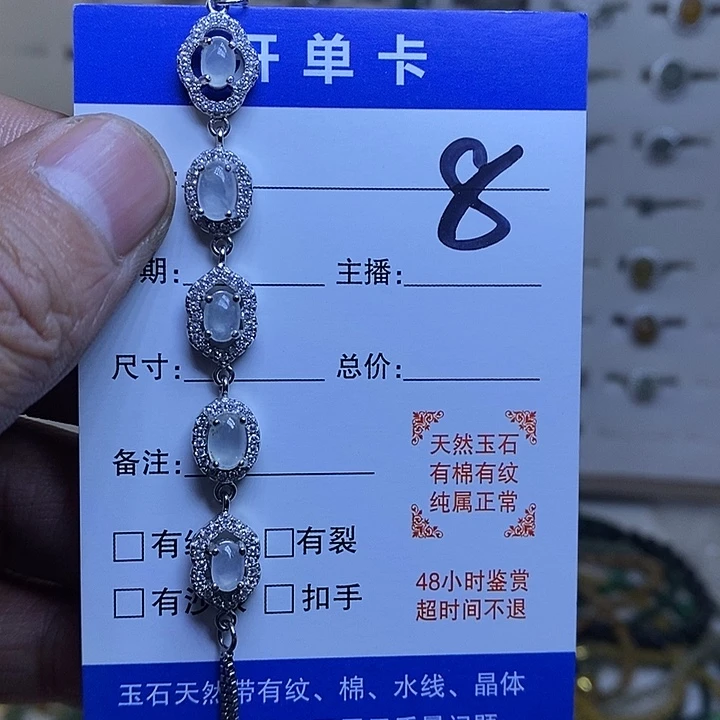 开单卡
8
期: 主播:
尺寸: 总价:
备注:
天然玉石
有棉有纹
纯属正常
□有 □有裂
□有 □扣手
48小时鉴赏
超时间不退
玉石天然带有纹、棉、水线、晶体